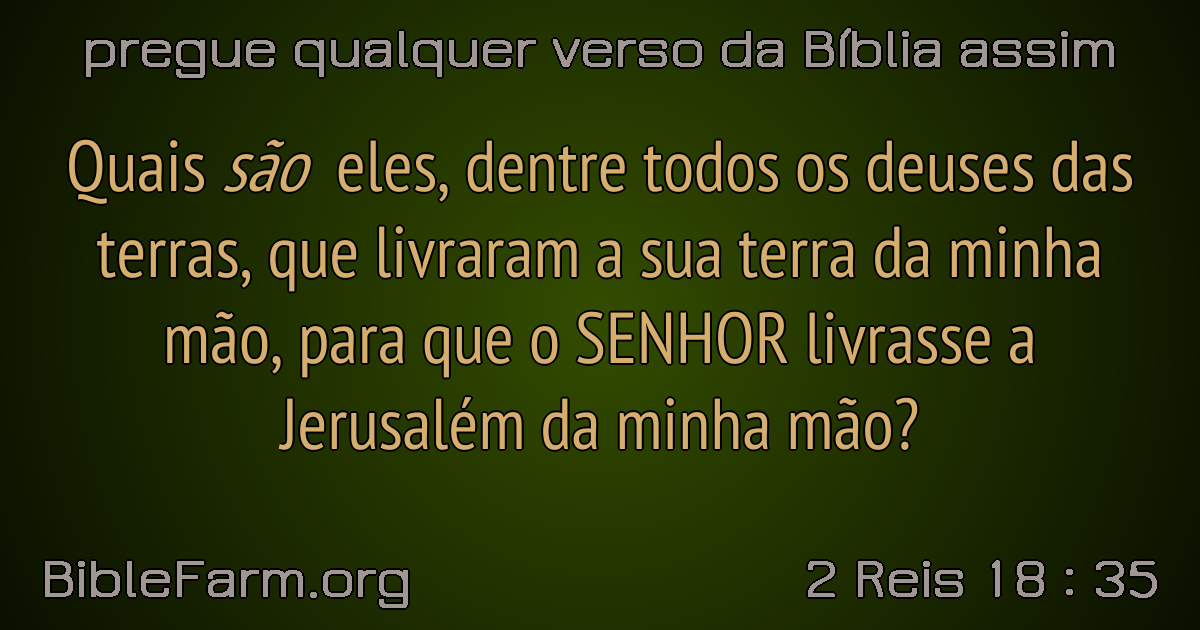 pregue qualquer verso da Bíblia assim
Quais são eles, dentre todos os deuses das
terras, que livraram a sua terra da minha
mão, para que o SENHOR livrasse a
Jerusalém da minha mão?
BibleFarm.org
2 Reis 18 : 35